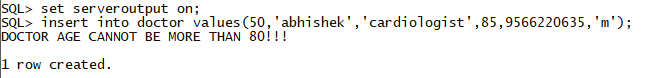 SQL> set serveroutput on;
SQL> insert into doctor values(50,'abhishek','cardiologist',85,9566220635,'m');
DOCTOR AGE CANNOT BE MORE THAN 80!!!
1 row created.